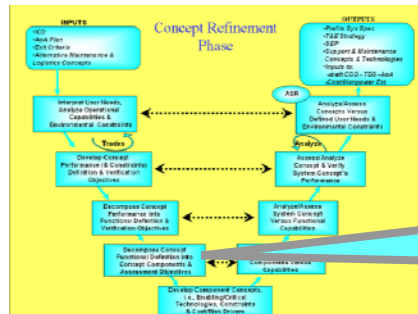 INPUTS
•ICD
•AoA Plan
•Exit Criteria
•Alternative Maintenance &
Logistics Concepts
Concept Refinement
Phase
OUTPUTS
•Prelim Sys Spec
•T&E Strategy
•SEP
•Support & Maintenance
Concepts & Technologies
•Inputs to:
-draft CDD -TDS -AoA
-Cost/Manpower Est
ASR
Interpret User Needs,
Analyze Operational
Capabilities &
Environmental Constraints
Analyze/Assess
Concepts Versus
Defined User Needs &
Environmental Constraints
Trades
Analyze
Develop Concept
Performance (& Constraints)
Definition & Verification
Objectives
Assess/Analyze
Concept & Verify
System Concept's
Performance
Decompose Concept
Performance into
Functional Definition &
Verification Objectives
Analyze/Assess
System Concept
Versus Functional
Capabilities
Decompose Concept
Functional Definition into
Concept Components &
Assessment Objectives
Components Versus
Capabilities
Develop Component Concepts,
i.e., Enabling/Critical
Technologies, Constraints
& Cost/Risk Drivers